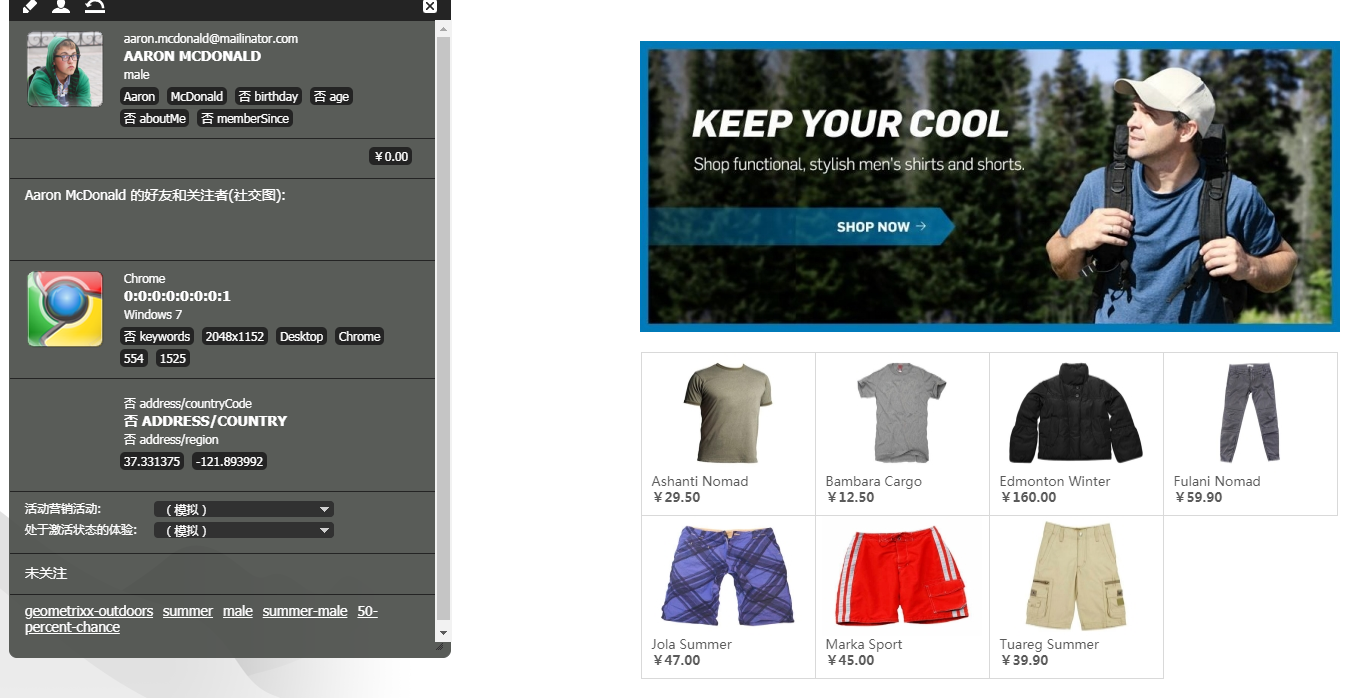 aaron.mcdonald@mailinator.com
AARON MCDONALD
male
Aaron McDonald 否 birthday 否 age
否 aboutMe 否 memberSince
￥0.00
Aaron McDonald 的好友和关注者(社交图):
Chrome
0:0:0:0:0:0:0:1
Windows 7
否 keywords 2048x1152 Desktop Chrome
554 1525
否 address/countryCode
否 ADDRESS/COUNTRY
否 address/region
37.331375 -121.893992
活动营销活动: （模拟）
处于激活状态的体验: （模拟）
未关注
geometrixx-outdoors summer male summer-male 50-
percent-chance
KEEP YOUR COOL
Shop functional, stylish men's shirts and shorts.
SHOP NOW →
Ashanti Nomad
￥29.50
Bambara Cargo
￥12.50
Edmonton Winter
￥160.00
Fulani Nomad
￥59.90
Jola Summer
￥47.00
Marka Sport
￥45.00
Tuareg Summer
￥39.90